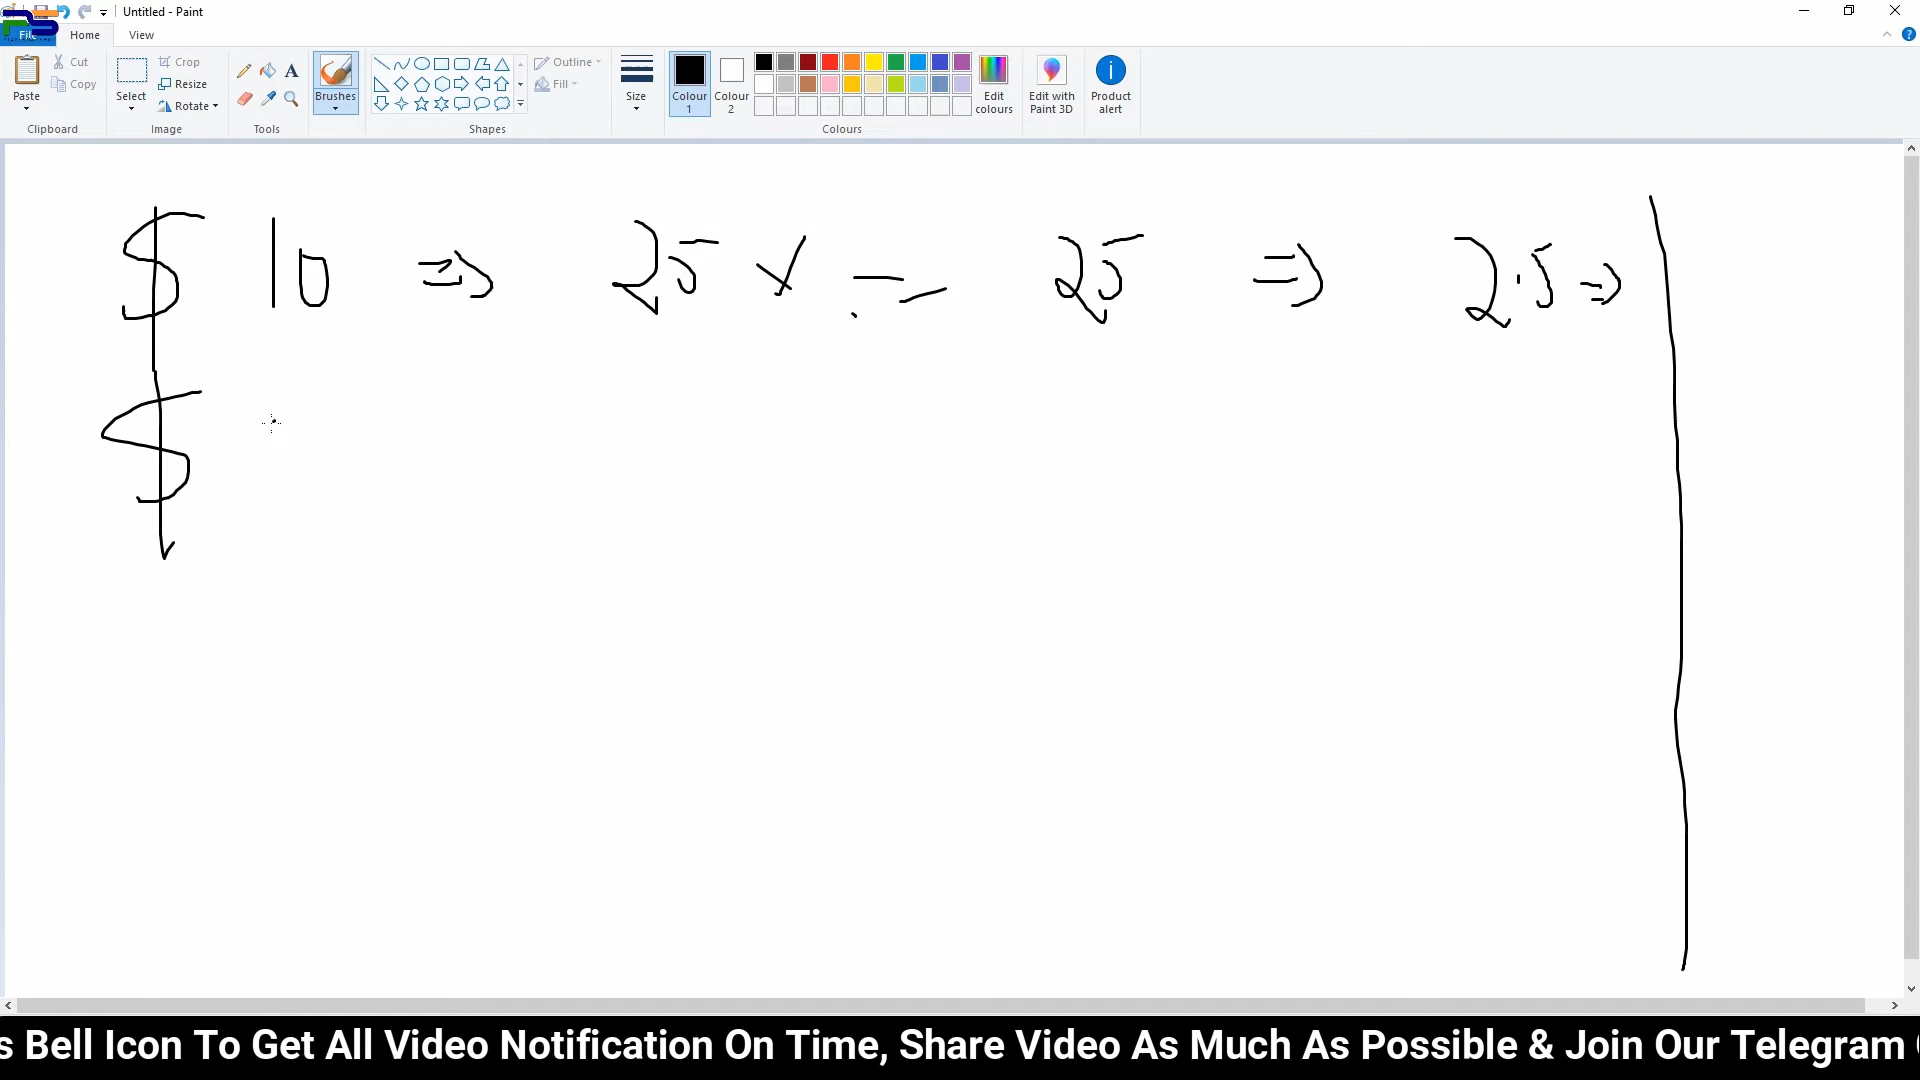 Untitled - Paint
File Home View
Paste Cut Copy Clipboard
Select Crop Resize Rotate Image
Tools
Brushes
Shapes
Outline Fill
Size
Colour 1 Colour 2 Edit colours Colours
Edit with Paint 3D
Product alert
$ 10 => 25 x = 25 => 2.5 =>
$
s Bell Icon To Get All Video Notification On Time, Share Video As Much As Possible & Join Our Telegram